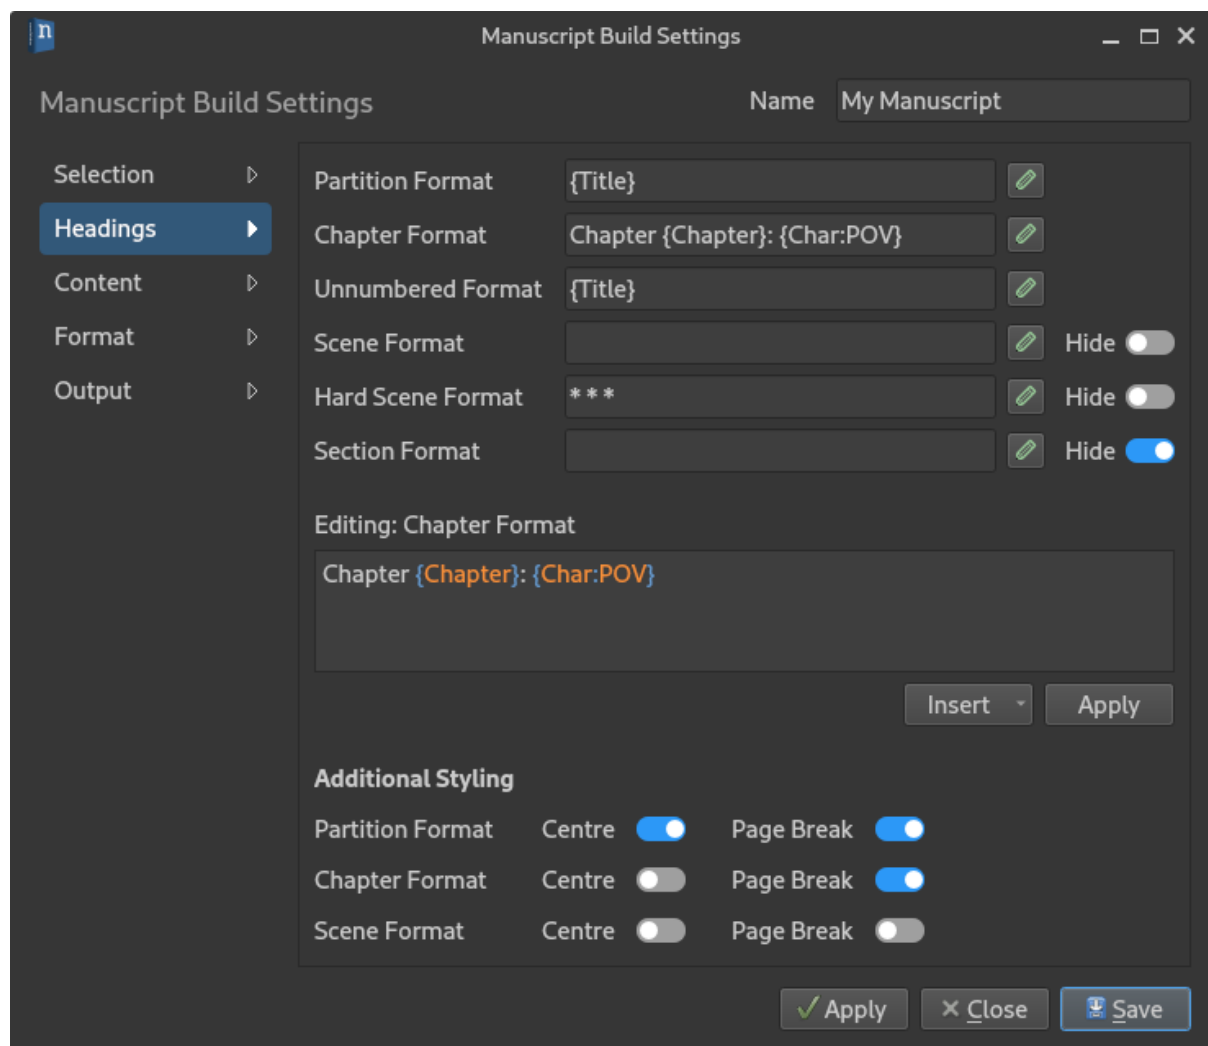 n
Manuscript Build Settings
Manuscript Build Settings
Name My Manuscript
Selection
Headings
Content
Format
Output
Partition Format {Title}
Chapter Format Chapter {Chapter}: {Char:POV}
Unnumbered Format {Title}
Scene Format Hide
Hard Scene Format * * * Hide
Section Format Hide
Editing: Chapter Format
Chapter {Chapter}: {Char:POV}
Insert Apply
Additional Styling
Partition Format Centre Page Break
Chapter Format Centre Page Break
Scene Format Centre Page Break
Apply Close Save